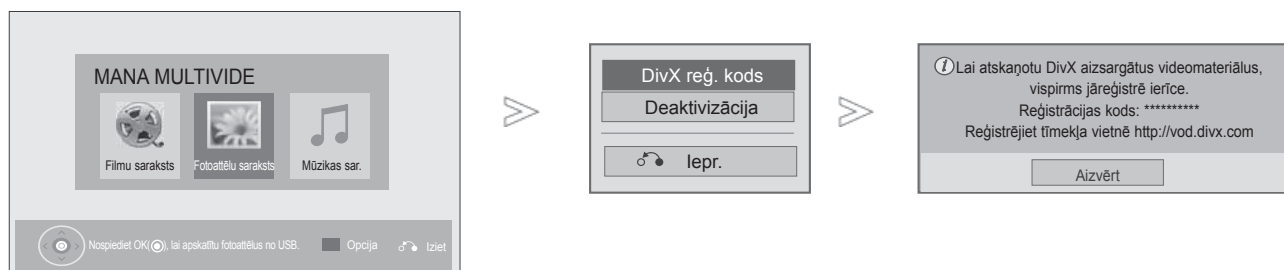 MANA MULTIVIDE
Filmu saraksts
Fotoattēlu saraksts
Mūzikas sar.
Nospiediet OK(◉), lai apskatītu fotoattēlus no USB.
Opcija
Iziet
DivX reģ. kods
Deaktivizācija
Iepr.
Lai atskaņotu DivX aizsargātus videomateriālus,
vispirms jāreģistrē ierīce.
Reģistrācijas kods: **********
Reģistrējiet tīmekļa vietnē http://vod.divx.com
Aizvērt